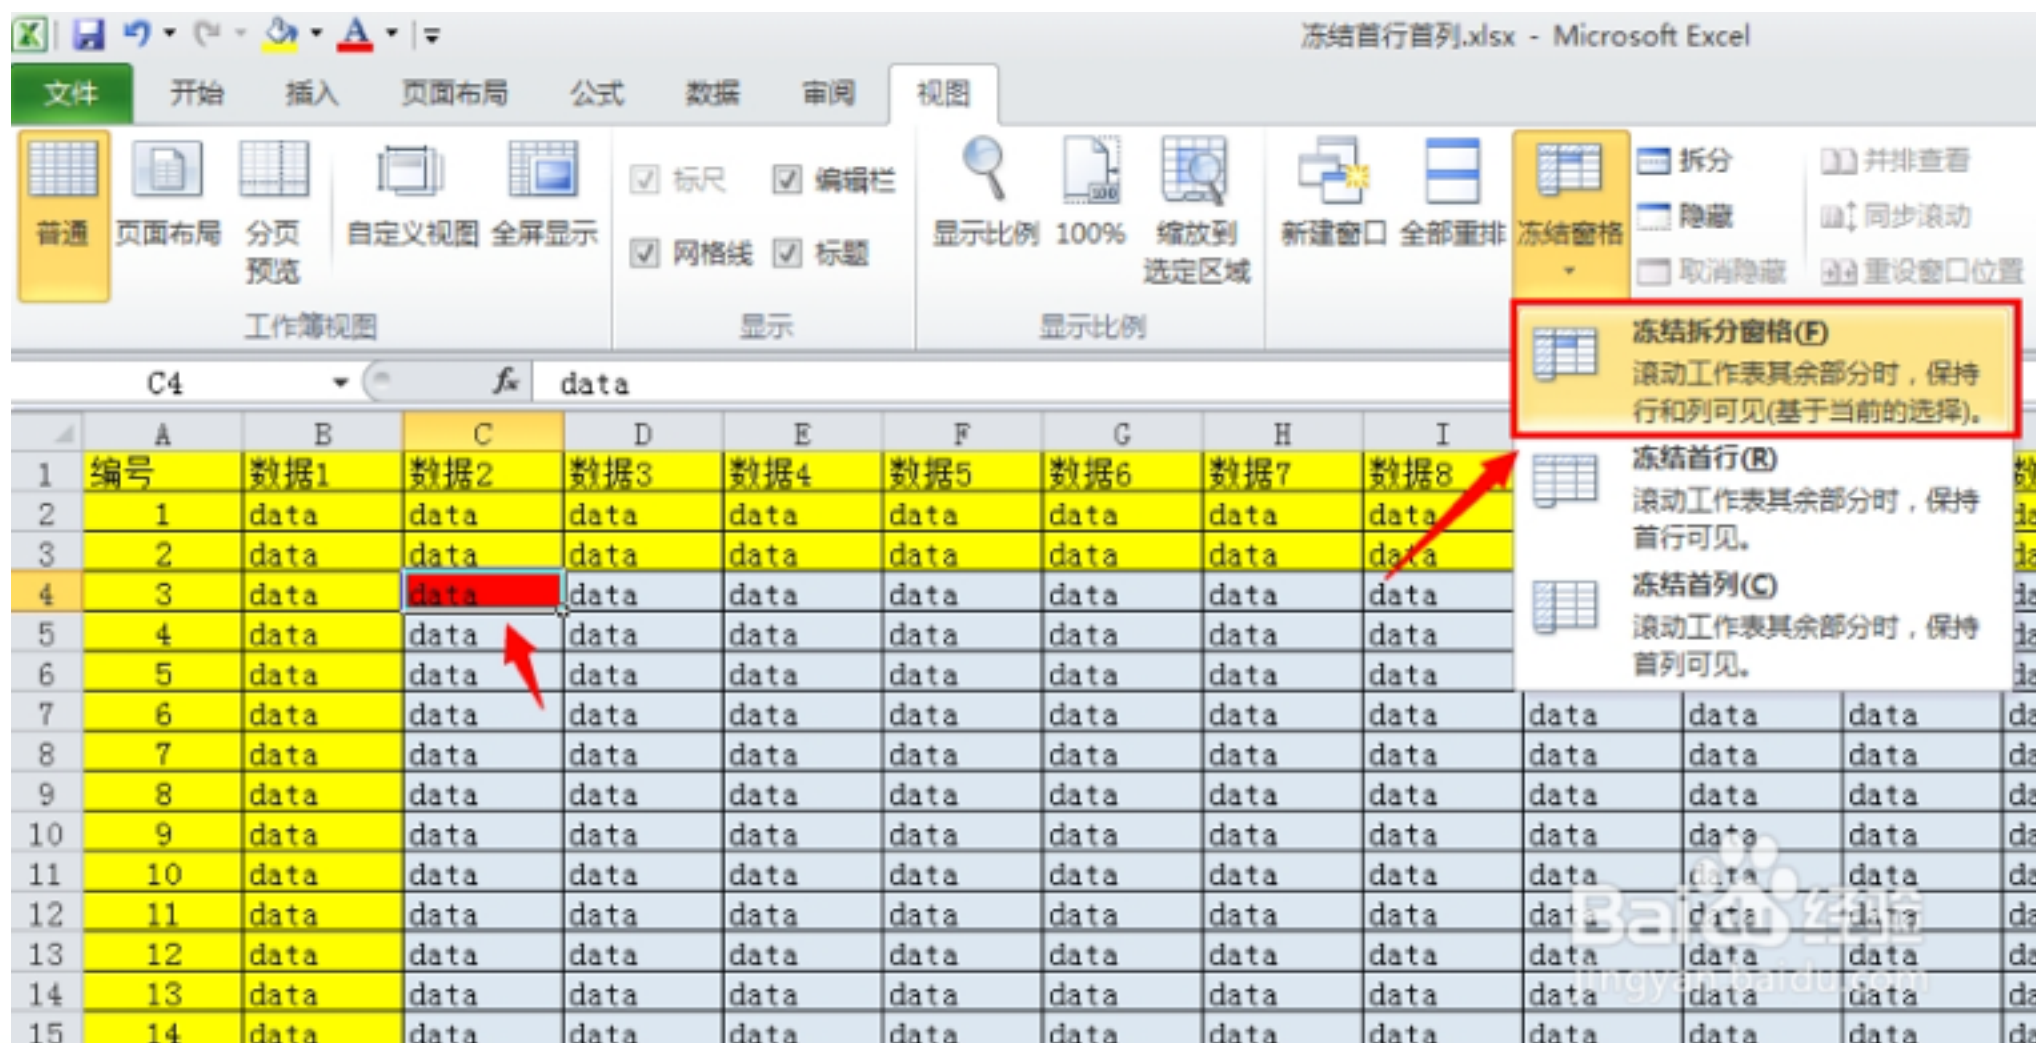 冻结首行首列.xlsx - Microsoft Excel
文件 开始 插入 页面布局 公式 数据 审阅 视图
普通 页面布局 分页预览 自定义视图 全屏显示 标尺 编辑栏 网格线 标题 显示比例 100% 缩放到选定区域 新建窗口 全部重排 冻结窗格 拆分 隐藏 取消隐藏 并排查看 同步滚动 重设窗口位置
工作簿视图 显示 显示比例
冻结拆分窗格(F)
滚动工作表其余部分时，保持
行和列可见(基于当前的选择)。
冻结首行(R)
滚动工作表其余部分时，保持
首行可见。
冻结首列(C)
滚动工作表其余部分时，保持
首列可见。
C4 fx data
A B C D E F G H I
1 编号 数据1 数据2 数据3 数据4 数据5 数据6 数据7 数据8
2 1 data data data data data data data data
3 2 data data data data data data data data
4 3 data data data data data data data data
5 4 data data data data data data data data
6 5 data data data data data data data data
7 6 data data data data data data data data data data data
8 7 data data data data data data data data data data data
9 8 data data data data data data data data data data data
10 9 data data data data data data data data data data data
11 10 data data data data data data data data data data data
12 11 data data data data data data data data data data data
13 12 data data data data data data data data data data data
14 13 data data data data data data data data data data data
15 14 data data data data data data data data data data data
Baidu 经验
jingyan.baidu.com